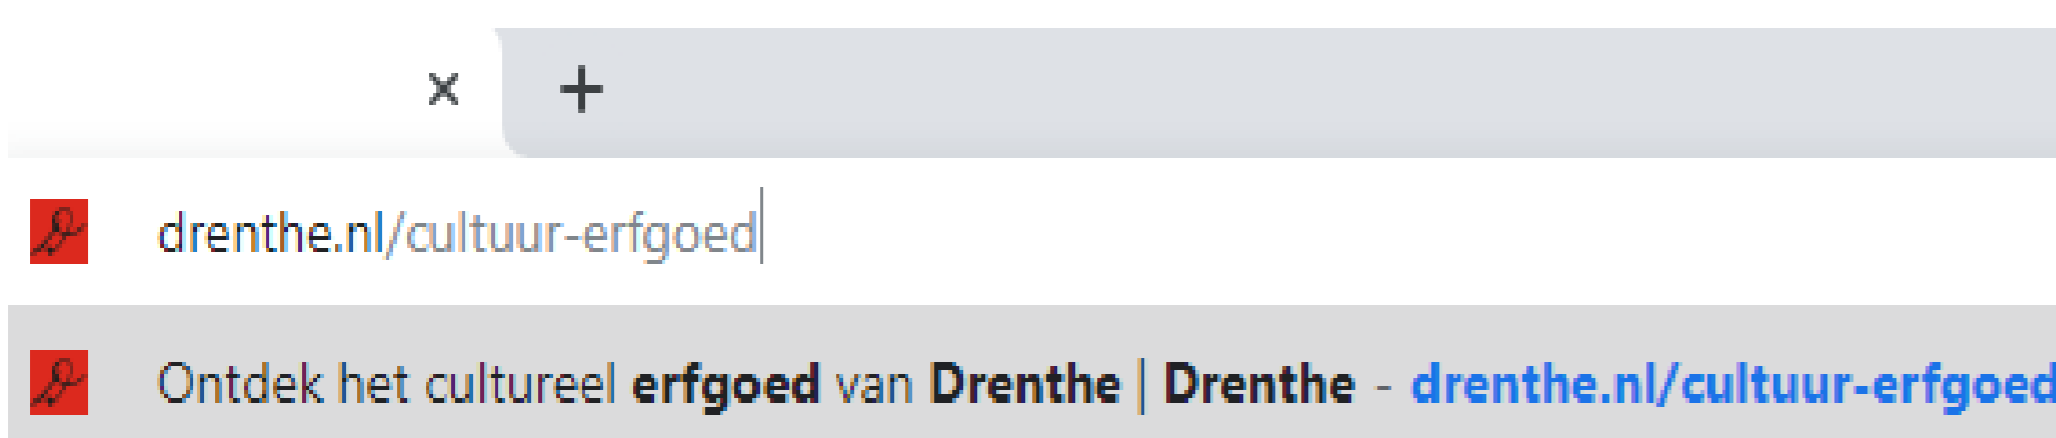 drenthe.nl/cultuur-erfgoed
Ontdek het cultureel erfgoed van Drenthe | Drenthe - drenthe.nl/cultuur-erfgoed